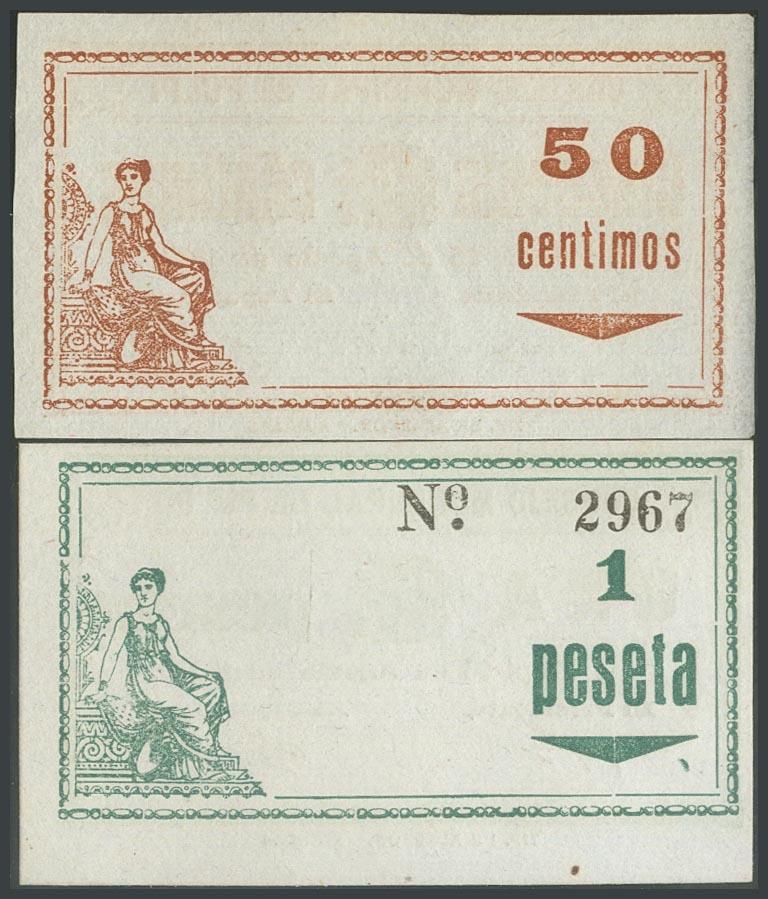 50
centimos
Nº. 2967
1
peseta